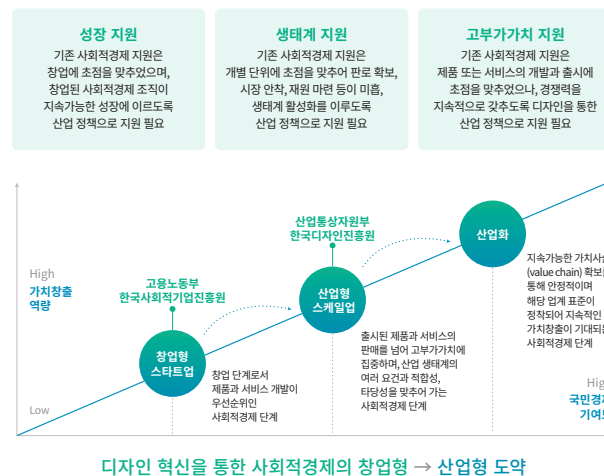 성장 지원
기존 사회적경제 지원은
창업에 초점을 맞추었으며,
창업된 사회적경제 조직이
지속가능한 성장에 이르도록
산업 정책으로 지원 필요
생태계 지원
기존 사회적경제 지원은
개별 단위에 초점을 맞추어 판로 확보,
시장 안착, 재원 마련 등이 미흡,
생태계 활성화를 이루도록
산업 정책으로 지원 필요
고부가가치 지원
기존 사회적경제 지원은
제품 또는 서비스의 개발과 출시에
초점을 맞추었으나, 경쟁력을
지속적으로 갖추도록 디자인을 통한
산업 정책으로 지원 필요
High
가치창출
역량
Low
고용노동부
한국사회적기업진흥원
창업형
스타트업
창업 단계로서
제품과 서비스 개발이
우선순위인
사회적경제 단계
산업통상자원부
한국디자인진흥원
산업형
스케일업
출시된 제품과 서비스의
판매를 넘어 고부가가치에
집중하며, 산업 생태계의
여러 요건과 적합성,
타당성을 맞추어 가는
사회적경제 단계
산업화
지속가능한 가치사슬
(value chain) 확보를
통해 안정적이며
해당 업계 표준이
정착되어 지속적인
가치창출이 기대되는
사회적경제 단계
High
국민경제
기여도
디자인 혁신을 통한 사회적경제의 창업형 → 산업형 도약